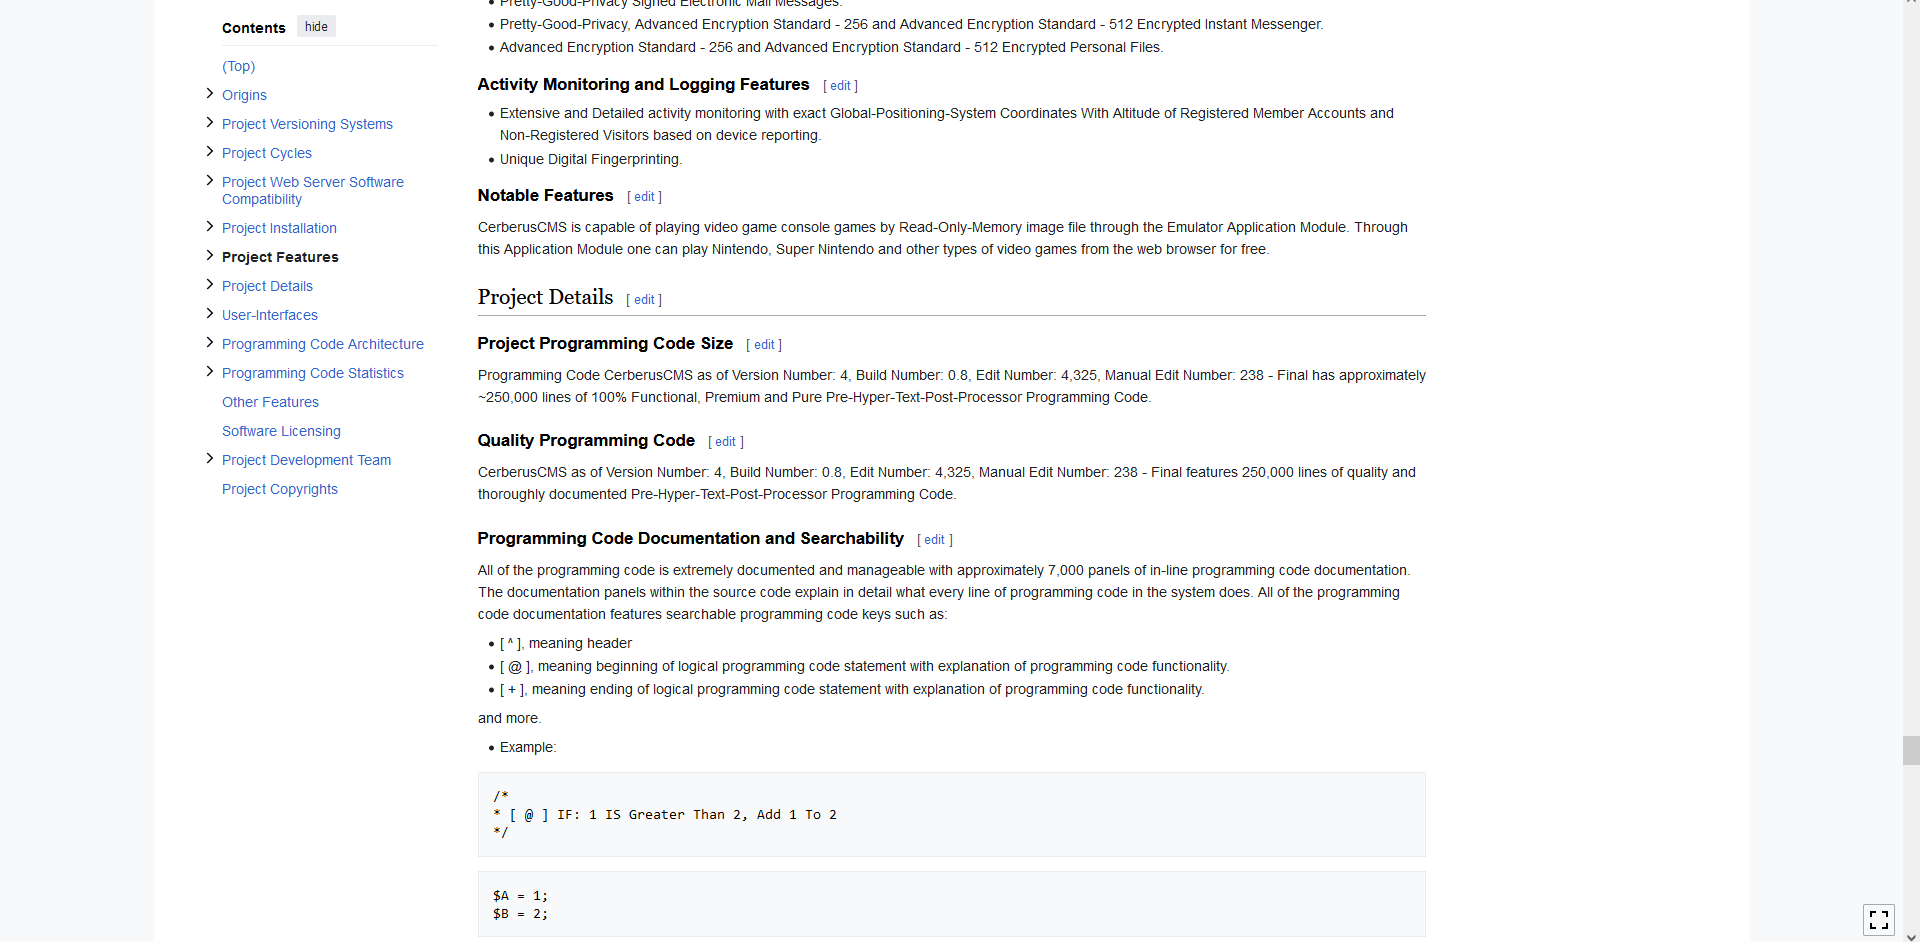 Contents hide
(Top)
Origins
Project Versioning Systems
Project Cycles
Project Web Server Software
Compatibility
Project Installation
Project Features
Project Details
User-Interfaces
Programming Code Architecture
Programming Code Statistics
Other Features
Software Licensing
Project Development Team
Project Copyrights
• Pretty-Good-Privacy Signed Electronic Mail Messages.
• Pretty-Good-Privacy, Advanced Encryption Standard - 256 and Advanced Encryption Standard - 512 Encrypted Instant Messenger.
• Advanced Encryption Standard - 256 and Advanced Encryption Standard - 512 Encrypted Personal Files.
Activity Monitoring and Logging Features [ edit ]
• Extensive and Detailed activity monitoring with exact Global-Positioning-System Coordinates With Altitude of Registered Member Accounts and
Non-Registered Visitors based on device reporting.
• Unique Digital Fingerprinting.
Notable Features [ edit ]
CerberusCMS is capable of playing video game console games by Read-Only-Memory image file through the Emulator Application Module. Through
this Application Module one can play Nintendo, Super Nintendo and other types of video games from the web browser for free.
Project Details [ edit ]
Project Programming Code Size [ edit ]
Programming Code CerberusCMS as of Version Number: 4, Build Number: 0.8, Edit Number: 4,325, Manual Edit Number: 238 - Final has approximately
~250,000 lines of 100% Functional, Premium and Pure Pre-Hyper-Text-Post-Processor Programming Code.
Quality Programming Code [ edit ]
CerberusCMS as of Version Number: 4, Build Number: 0.8, Edit Number: 4,325, Manual Edit Number: 238 - Final features 250,000 lines of quality and
thoroughly documented Pre-Hyper-Text-Post-Processor Programming Code.
Programming Code Documentation and Searchability [ edit ]
All of the programming code is extremely documented and manageable with approximately 7,000 panels of in-line programming code documentation.
The documentation panels within the source code explain in detail what every line of programming code in the system does. All of the programming
code documentation features searchable programming code keys such as:
• [ ^ ], meaning header
• [ @ ], meaning beginning of logical programming code statement with explanation of programming code functionality.
• [ + ], meaning ending of logical programming code statement with explanation of programming code functionality.
and more.
• Example:
/*
* [ @ ] IF: 1 IS Greater Than 2, Add 1 To 2
*/
$A = 1;
$B = 2;